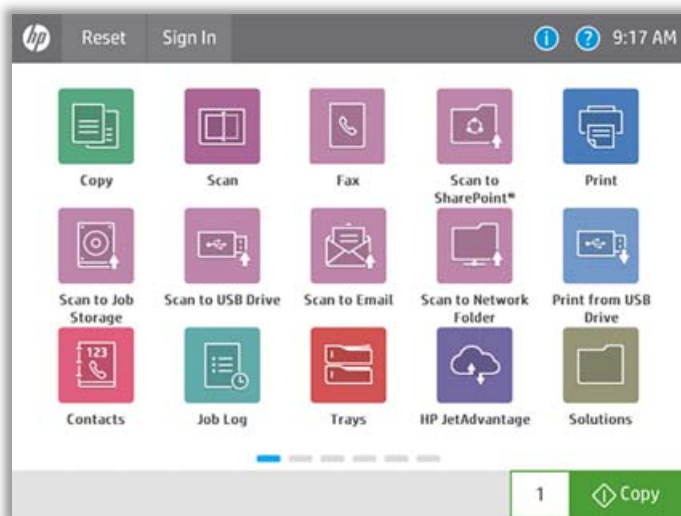 hp
Reset
Sign In
i
?
9:17 AM
Copy
Scan
Fax
Scan to
SharePoint®
Print
Scan to Job
Storage
Scan to USB Drive
Scan to Email
Scan to Network
Folder
Print from USB
Drive
123
Contacts
Job Log
Trays
HP JetAdvantage
Solutions
1
Copy